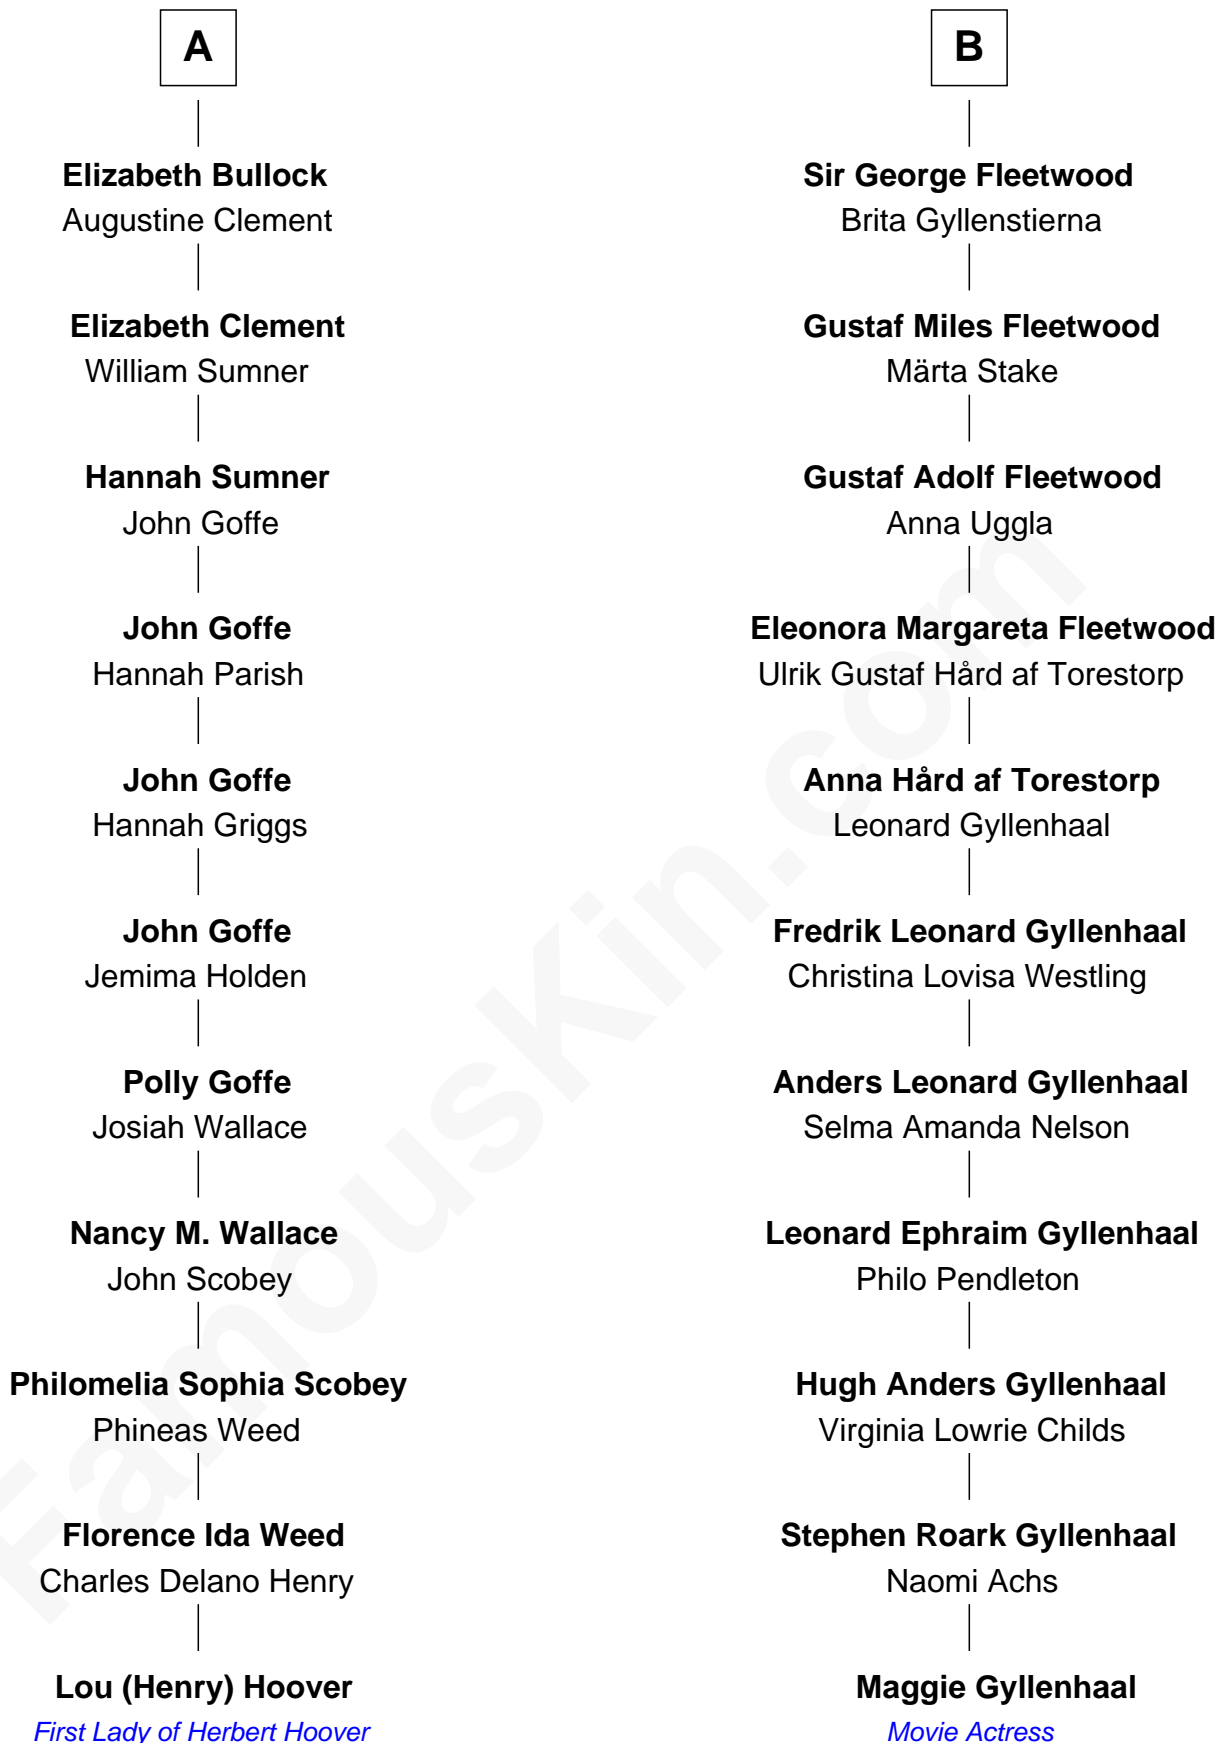 A
Elizabeth Bullock
Augustine Clement
Elizabeth Clement
William Sumner
Hannah Sumner
John Goffe
John Goffe
Hannah Parish
John Goffe
Hannah Griggs
John Goffe
Jemima Holden
Polly Goffe
Josiah Wallace
Nancy M. Wallace
John Scobey
Philomelia Sophia Scobey
Phineas Weed
Florence Ida Weed
Charles Delano Henry
Lou (Henry) Hoover
First Lady of Herbert Hoover
B
Sir George Fleetwood
Brita Gyllenstierna
Gustaf Miles Fleetwood
Märta Stake
Gustaf Adolf Fleetwood
Anna Uggla
Eleonora Margareta Fleetwood
Ulrik Gustaf Hård af Torestorp
Anna Hård af Torestorp
Leonard Gyllenhaal
Fredrik Leonard Gyllenhaal
Christina Lovisa Westling
Anders Leonard Gyllenhaal
Selma Amanda Nelson
Leonard Ephraim Gyllenhaal
Philo Pendleton
Hugh Anders Gyllenhaal
Virginia Lowrie Childs
Stephen Roark Gyllenhaal
Naomi Achs
Maggie Gyllenhaal
Movie Actress
FamousKin.com